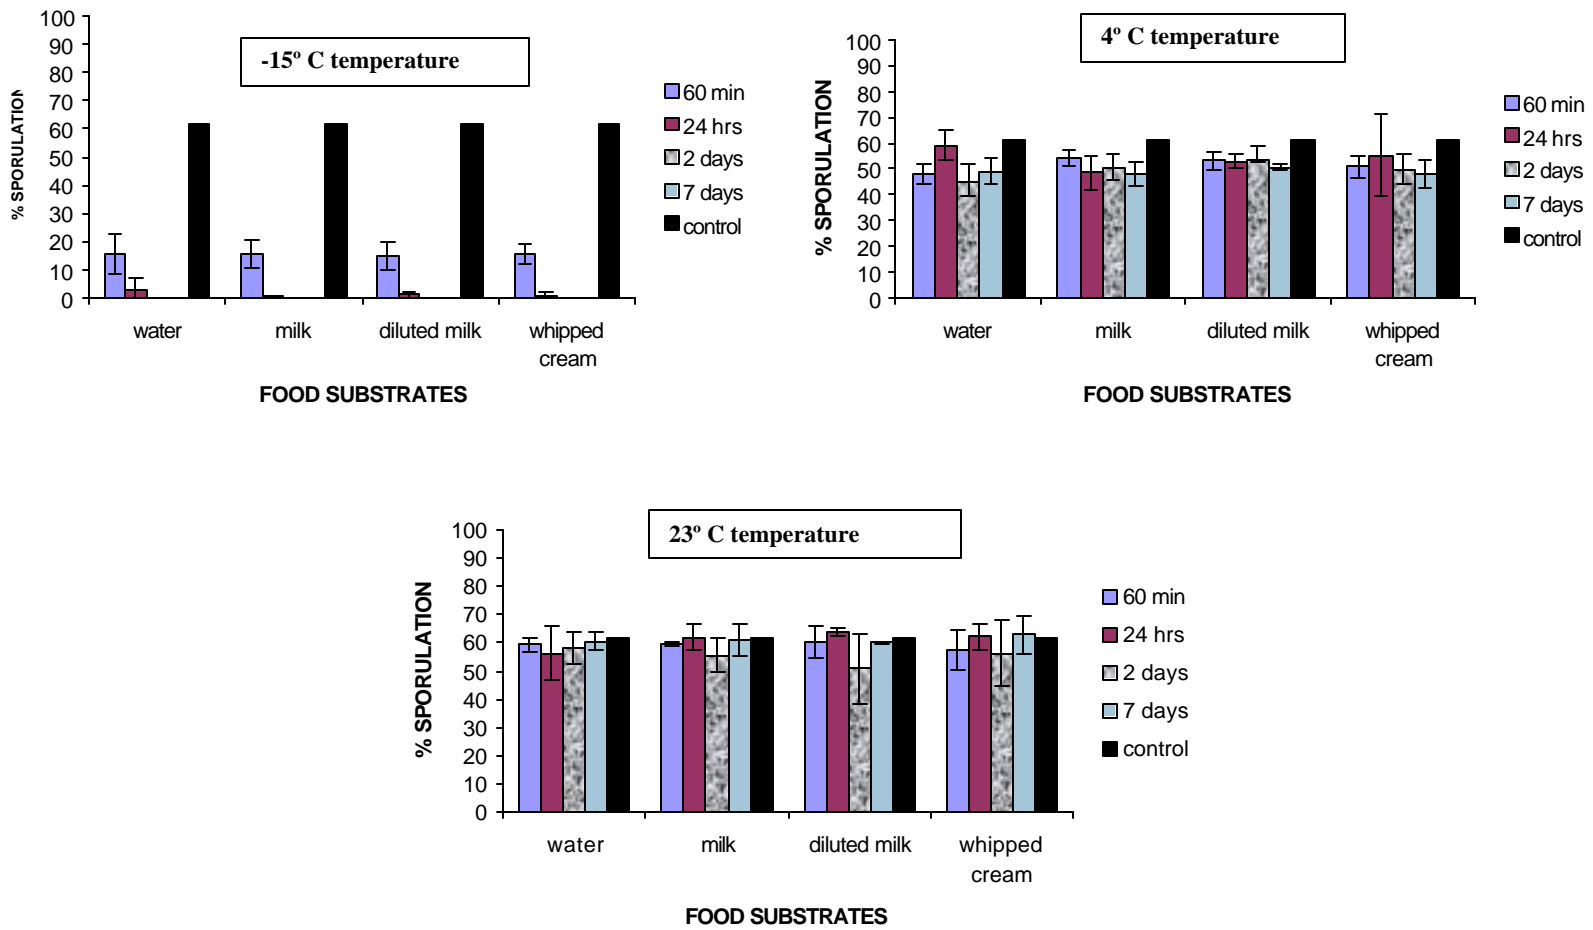 -15º C temperature
% SPORULATION
100
90
80
70
60
50
40
30
20
10
0
water
milk
diluted milk
whipped
cream
FOOD SUBSTRATES
60 min
24 hrs
2 days
7 days
control
4º C temperature
% SPORULATION
100
90
80
70
60
50
40
30
20
10
0
water
milk
diluted milk
whipped
cream
FOOD SUBSTRATES
60 min
24 hrs
2 days
7 days
control
23º C temperature
% SPORULATION
100
90
80
70
60
50
40
30
20
10
0
water
milk
diluted milk
whipped
cream
FOOD SUBSTRATES
60 min
24 hrs
2 days
7 days
control